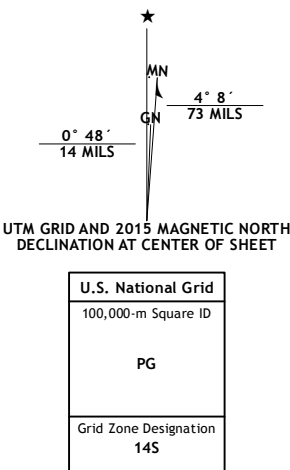 ★
MN
GN
4° 8´
73 MILS
0° 48´
14 MILS
UTM GRID AND 2015 MAGNETIC NORTH
DECLINATION AT CENTER OF SHEET
U.S. National Grid
100,000-m Square ID
PG
Grid Zone Designation
14S